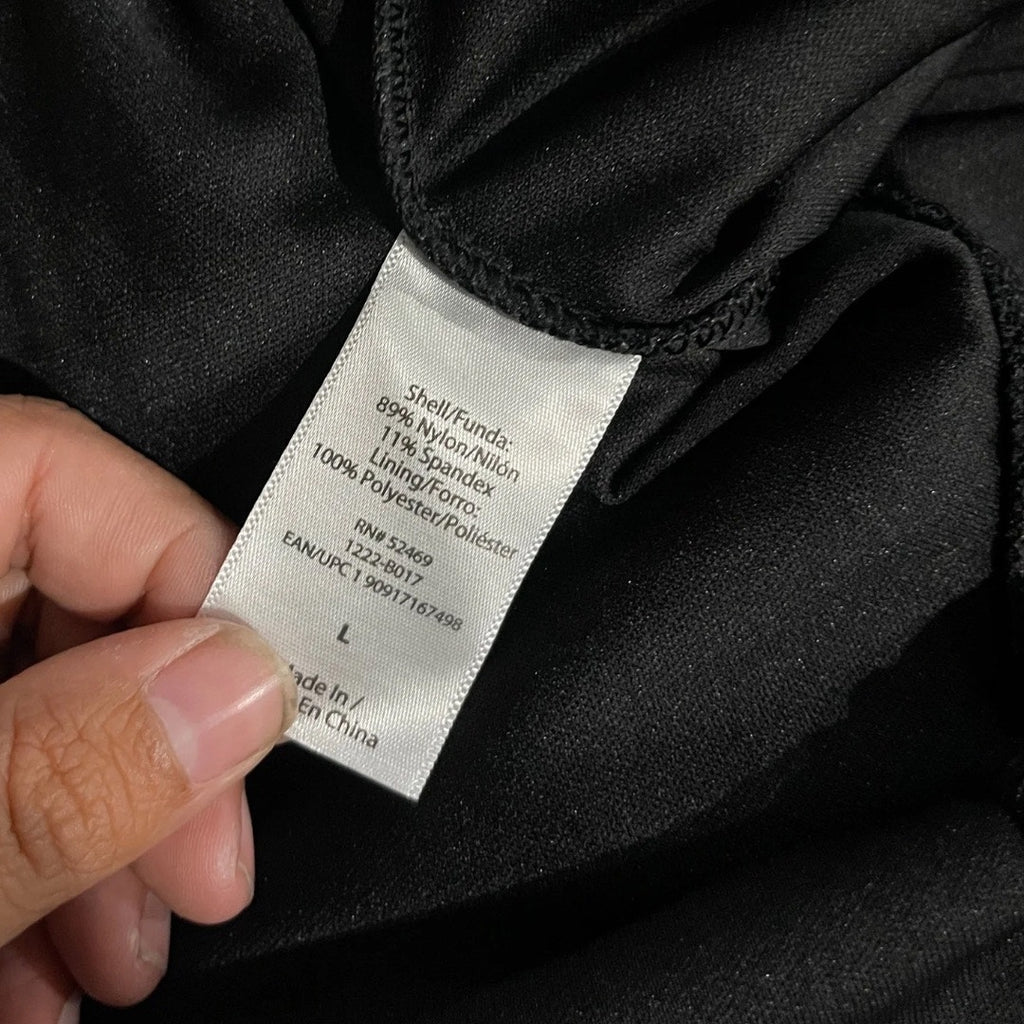 Shell/Funda:
89% Nylon/Nilón
11% Spandex
Lining/Forro:
100% Polyester/Poliéster
RN# 52469
1222-B017
EAN/UPC 1 90917167498
L
ade In /
En China